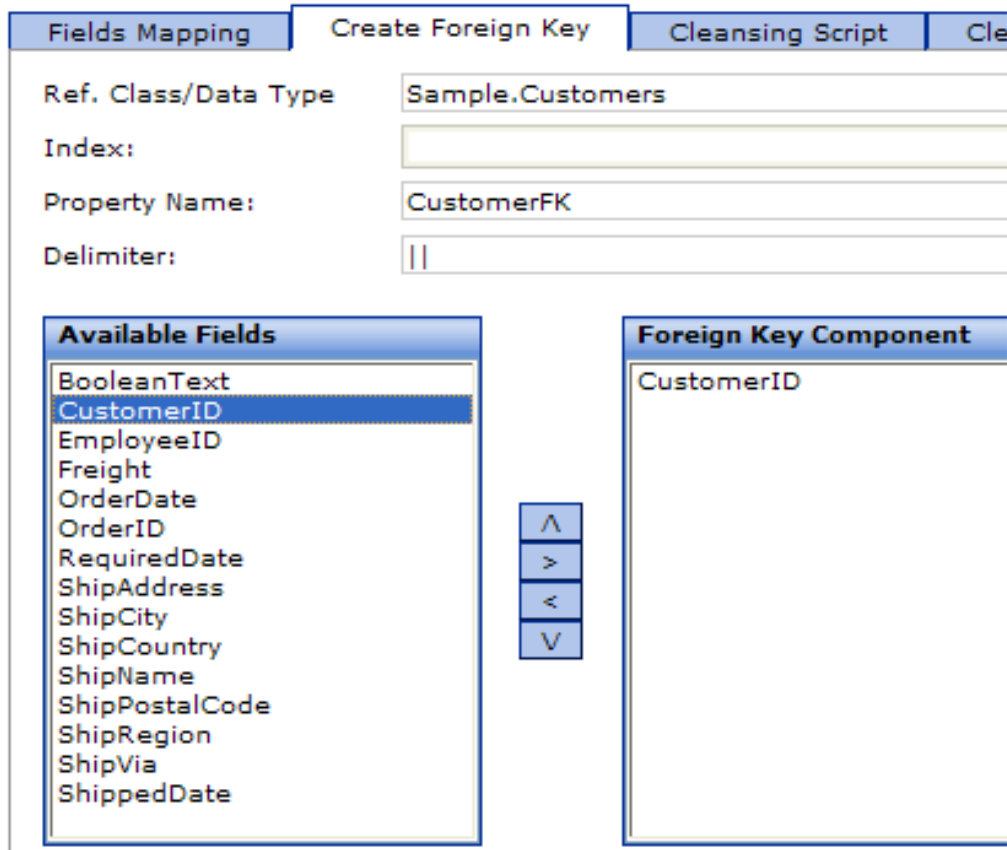 Fields Mapping
Create Foreign Key
Cleansing Script
Cle
Ref. Class/Data Type
Sample.Customers
Index:
Property Name:
CustomerFK
Delimiter:
||
Available Fields
BooleanText
CustomerID
EmployeeID
Freight
OrderDate
OrderID
RequiredDate
ShipAddress
ShipCity
ShipCountry
ShipName
ShipPostalCode
ShipRegion
ShipVia
ShippedDate
Λ
>
<
V
Foreign Key Component
CustomerID